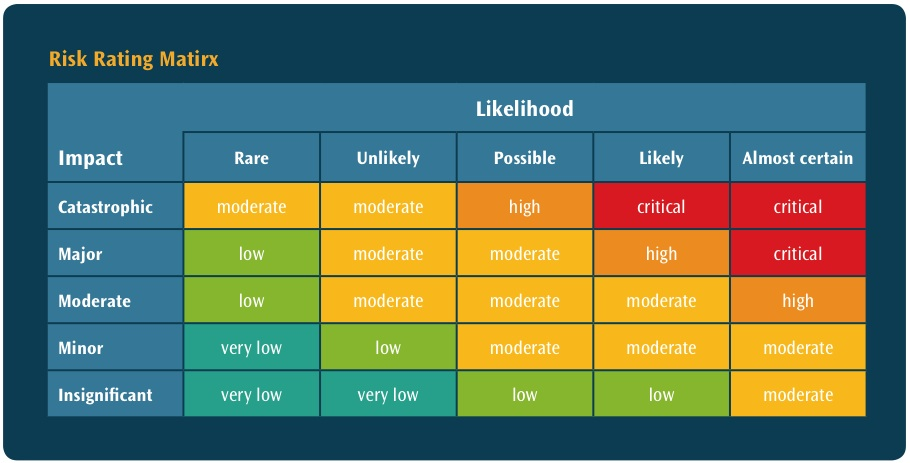 Risk Rating Matirx
Likelihood
Impact Rare Unlikely Possible Likely Almost certain
Catastrophic moderate moderate high critical critical
Major low moderate moderate high critical
Moderate low moderate moderate moderate high
Minor very low low moderate moderate moderate
Insignificant very low very low low low moderate